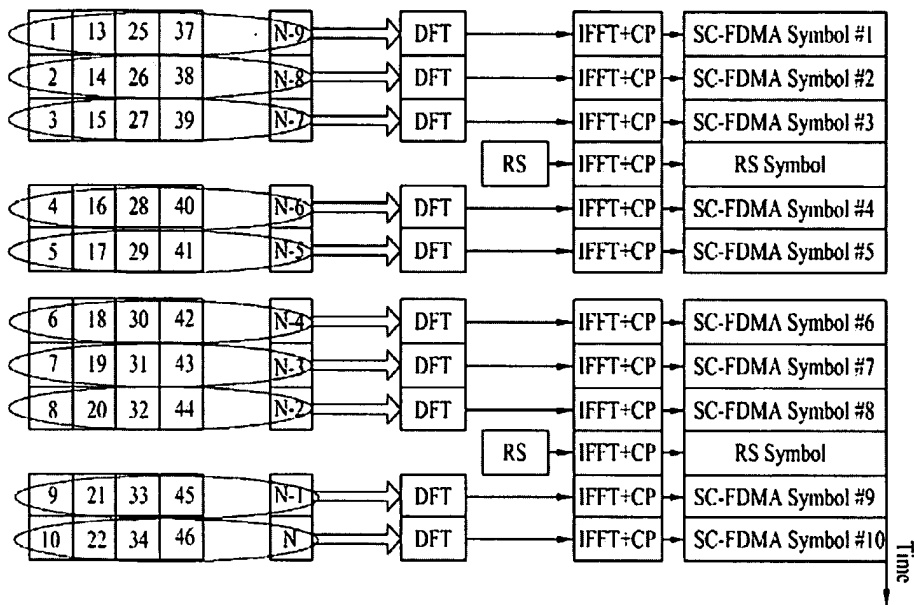 1 13 25 37 N-9 DFT IFFT+CP SC-FDMA Symbol #1
2 14 26 38 N-8 DFT IFFT+CP SC-FDMA Symbol #2
3 15 27 39 N-7 DFT IFFT+CP SC-FDMA Symbol #3
RS IFFT+CP RS Symbol
4 16 28 40 N-6 DFT IFFT+CP SC-FDMA Symbol #4
5 17 29 41 N-5 DFT IFFT+CP SC-FDMA Symbol #5
6 18 30 42 N-4 DFT IFFT+CP SC-FDMA Symbol #6
7 19 31 43 N-3 DFT IFFT+CP SC-FDMA Symbol #7
8 20 32 44 N-2 DFT IFFT+CP SC-FDMA Symbol #8
RS IFFT+CP RS Symbol
9 21 33 45 N-1 DFT IFFT+CP SC-FDMA Symbol #9
10 22 34 46 N DFT IFFT+CP SC-FDMA Symbol #10
Time